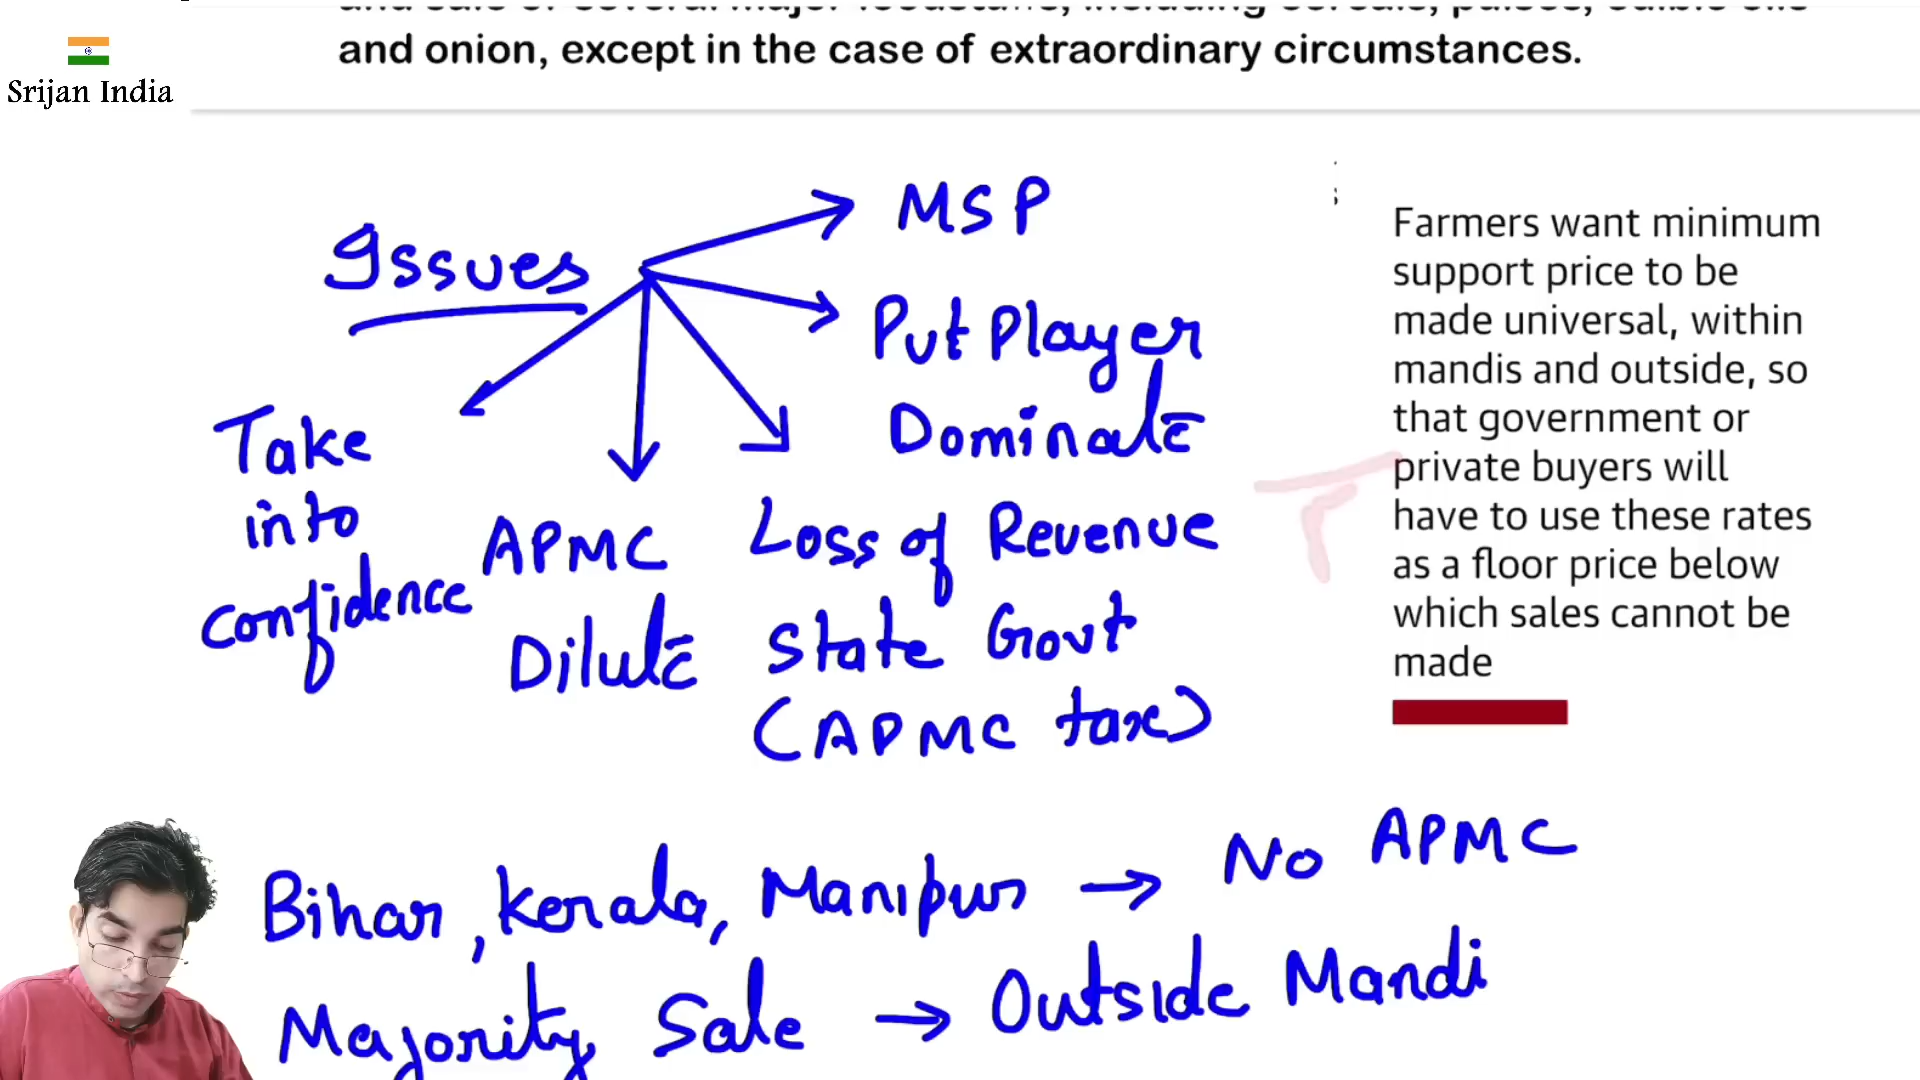 and onion, except in the case of extraordinary circumstances.
Srijan India
Issues
MSP
Pvt Player
Dominate
Loss of Revenue
State Govt
(APMC tax)
APMC
Dilute
Take
into
confidence
Farmers want minimum
support price to be
made universal, within
mandis and outside, so
that government or
private buyers will
have to use these rates
as a floor price below
which sales cannot be
made
Bihar, Kerala, Manipur → No APMC
Majority Sale → Outside Mandi